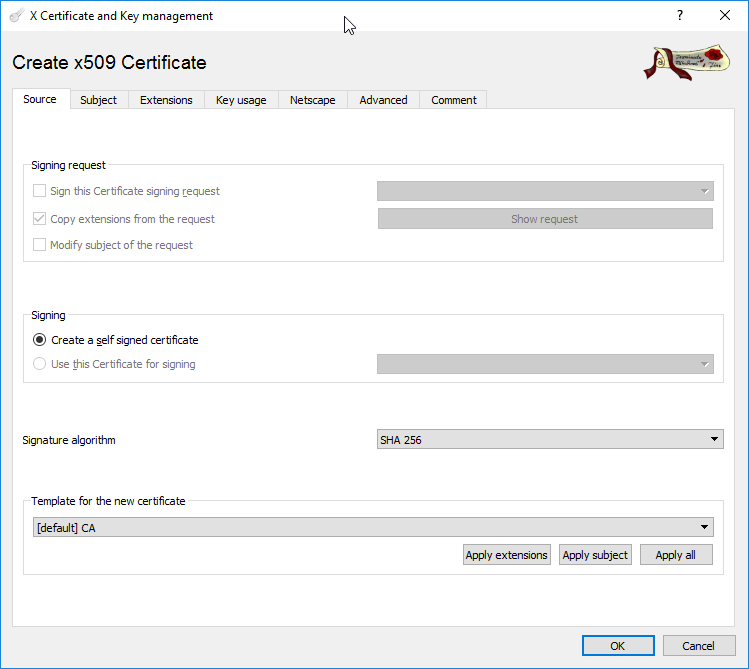 X Certificate and Key management
?
Create x509 Certificate
Source Subject Extensions Key usage Netscape Advanced Comment
Signing request
Sign this Certificate signing request
Copy extensions from the request Show request
Modify subject of the request
Signing
Create a self signed certificate
Use this Certificate for signing
Signature algorithm SHA 256
Template for the new certificate
[default] CA
Apply extensions Apply subject Apply all
OK Cancel